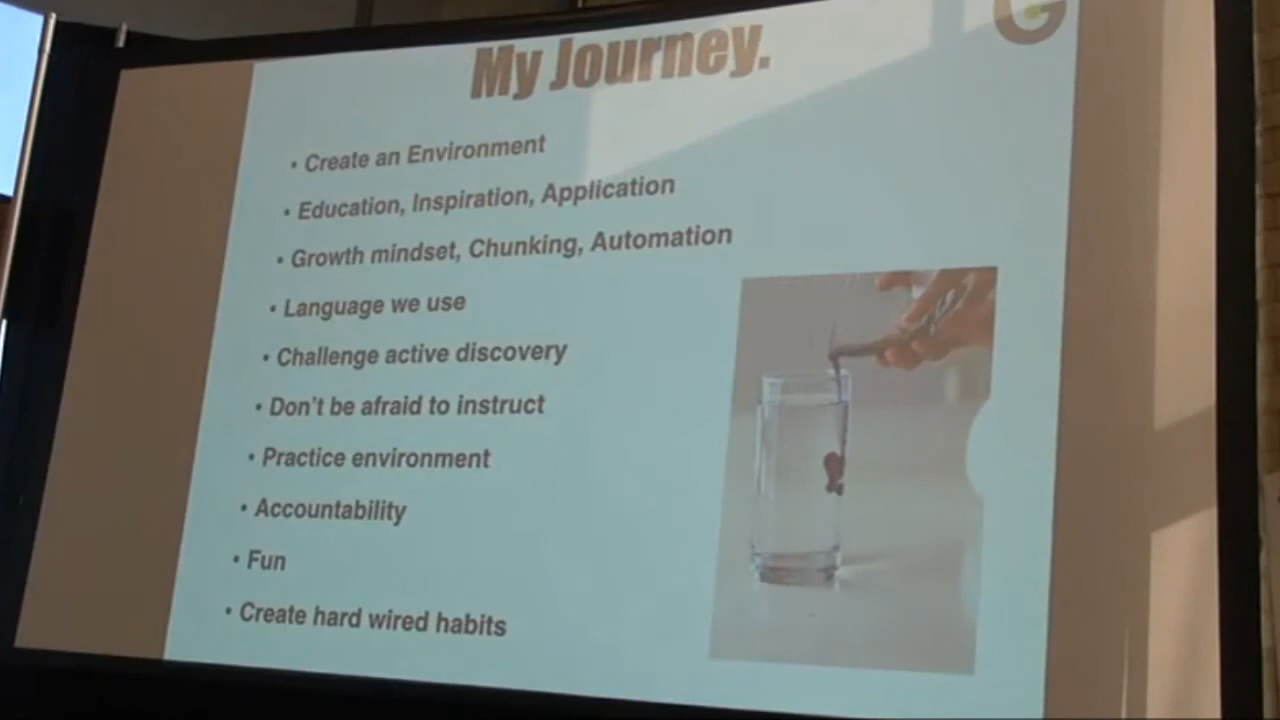 My Journey.
• Create an Environment
• Education, Inspiration, Application
• Growth mindset, Chunking, Automation
• Language we use
• Challenge active discovery
• Don't be afraid to instruct
• Practice environment
• Accountability
• Fun
• Create hard wired habits